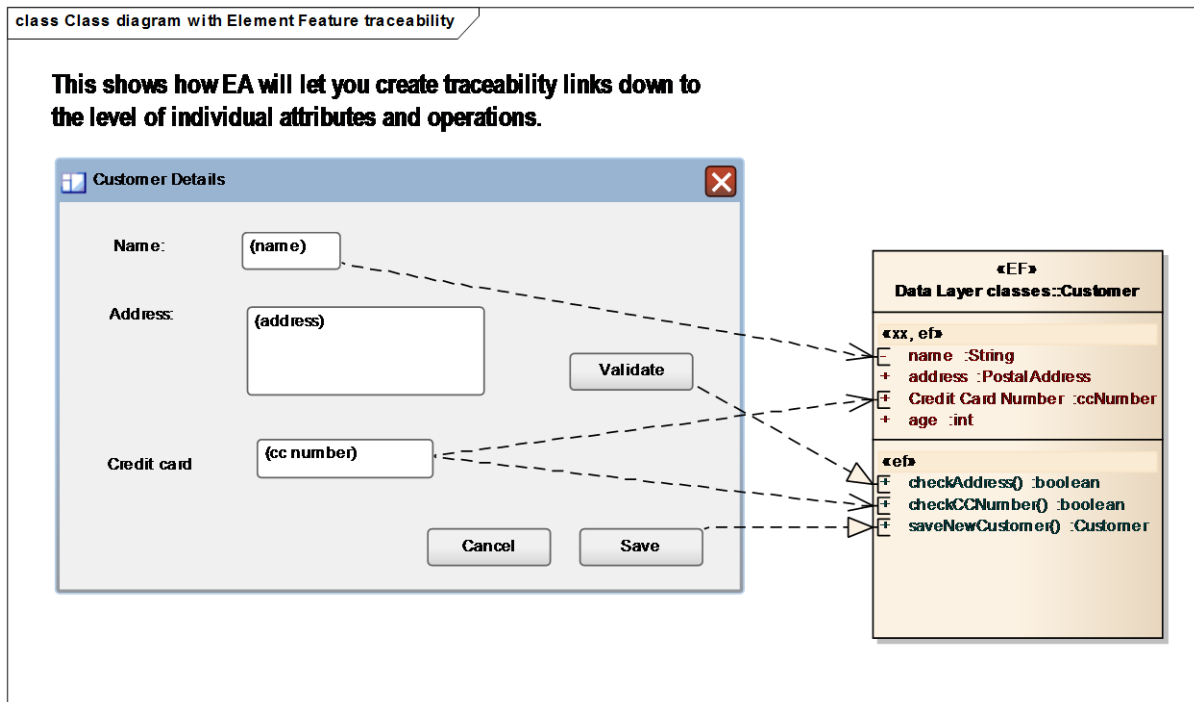 class Class diagram with Element Feature traceability
This shows how EA will let you create traceability links down to
the level of individual attributes and operations.
Customer Details
Name:
(name)
Address:
(address)
Validate
Credit card
(cc number)
Cancel
Save
«EF»
Data Layer classes::Customer
«xx, ef»
- name :String
+ address :PostalAddress
+ Credit Card Number :ccNumber
+ age :int
«ef»
+ checkAddress() :boolean
+ checkCCNumber() :boolean
+ saveNewCustomer() :Customer